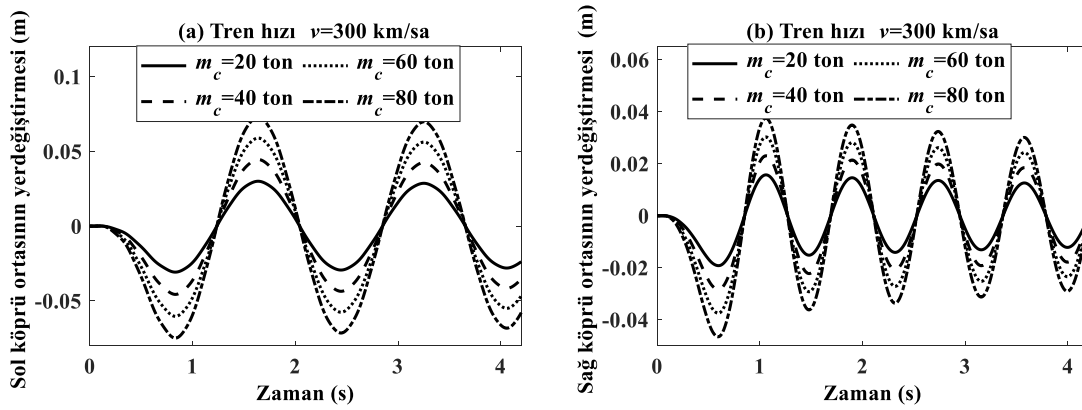 (a) Tren hızı v=300 km/sa
m_c=20 ton
m_c=60 ton
m_c=40 ton
m_c=80 ton
Sol köprü ortasının yerdeğiştirmesi (m)
0.1
0.05
0
-0.05
0
1
2
3
4
Zaman (s)
(b) Tren hızı v=300 km/sa
m_c=20 ton
m_c=60 ton
m_c=40 ton
m_c=80 ton
Sağ köprü ortasının yerdeğiştirmesi (m)
0.06
0.04
0.02
0
-0.02
-0.04
0
1
2
3
4
Zaman (s)